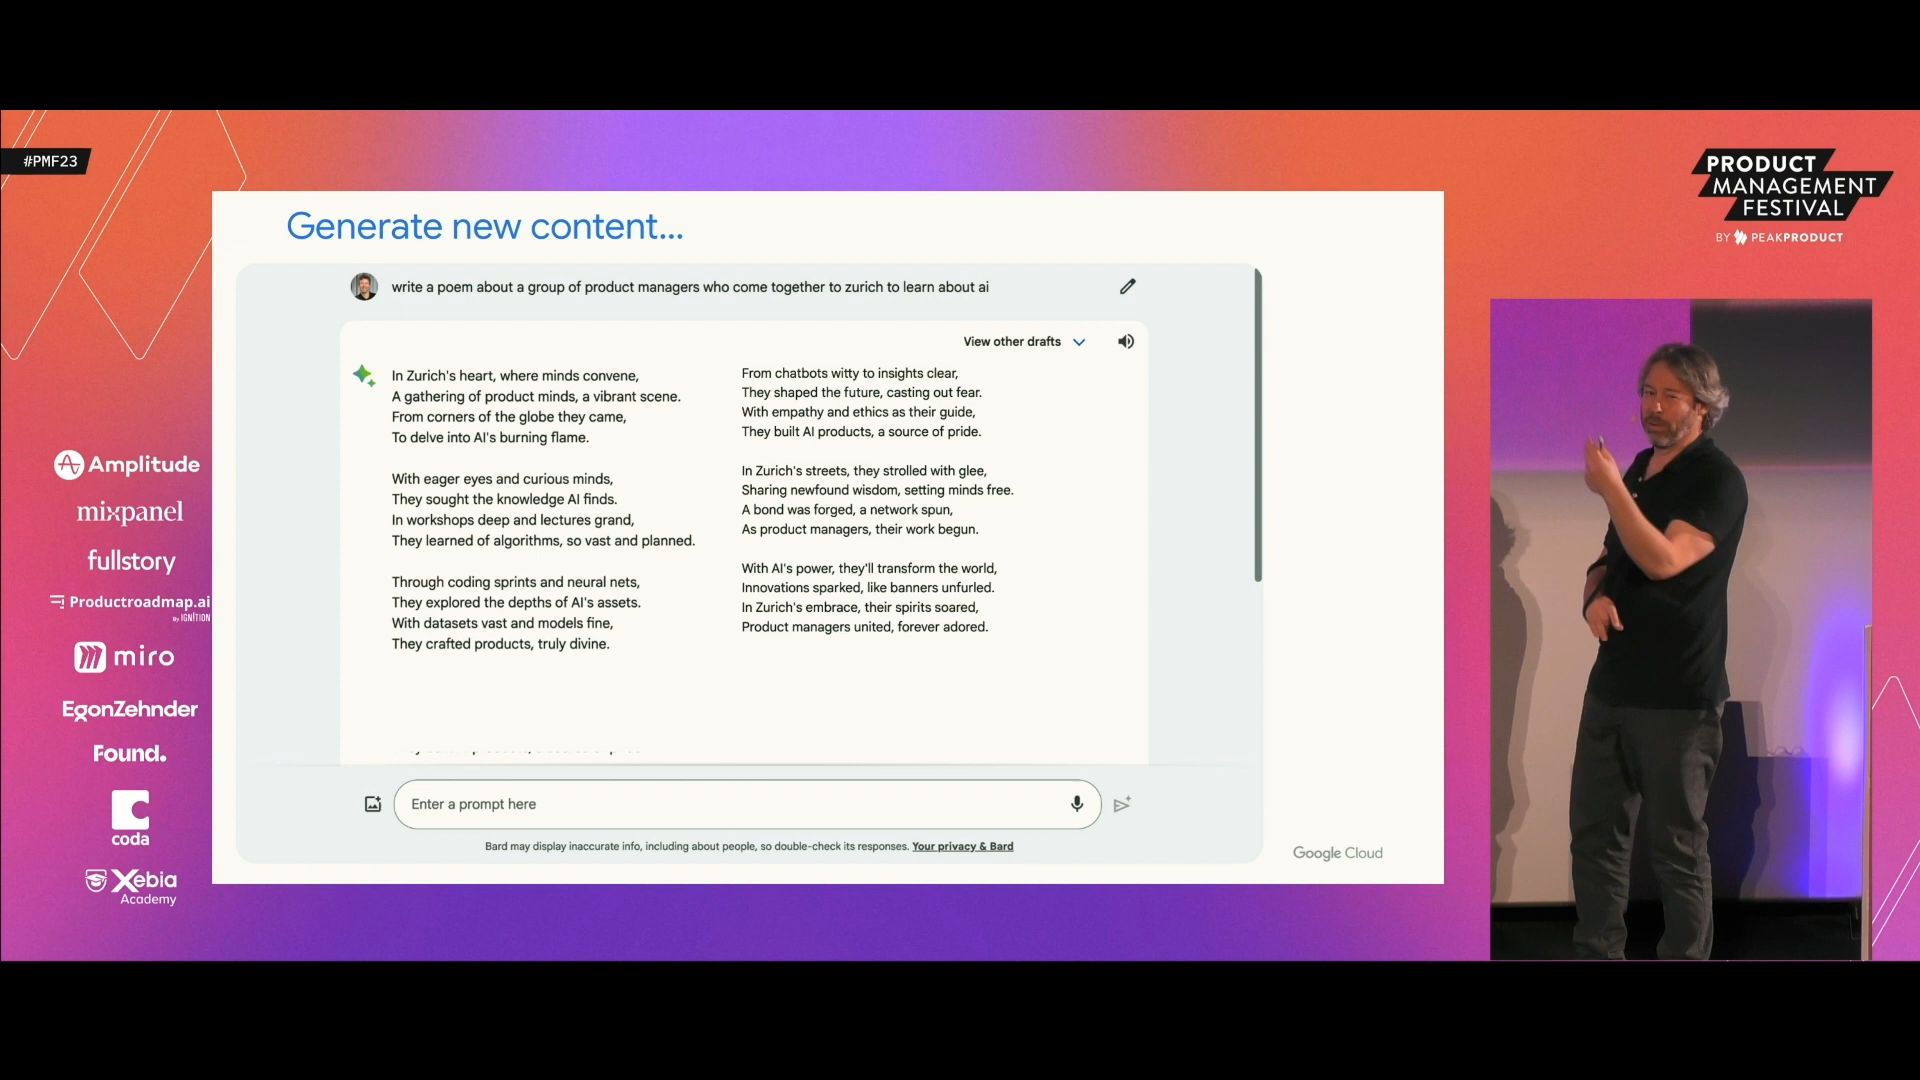 #PMF23
PRODUCT
MANAGEMENT
FESTIVAL
BY PEAKPRODUCT
Generate new content...
write a poem about a group of product managers who come together to zurich to learn about ai
View other drafts
In Zurich's heart, where minds convene,
A gathering of product minds, a vibrant scene.
From corners of the globe they came,
To delve into AI's burning flame.
With eager eyes and curious minds,
They sought the knowledge AI finds.
In workshops deep and lectures grand,
They learned of algorithms, so vast and planned.
Through coding sprints and neural nets,
They explored the depths of AI's assets.
With datasets vast and models fine,
They crafted products, truly divine.
From chatbots witty to insights clear,
They shaped the future, casting out fear.
With empathy and ethics as their guide,
They built AI products, a source of pride.
In Zurich's streets, they strolled with glee,
Sharing newfound wisdom, setting minds free.
A bond was forged, a network spun,
As product managers, their work begun.
With AI's power, they'll transform the world,
Innovations sparked, like banners unfurled.
In Zurich's embrace, their spirits soared,
Product managers united, forever adored.
Enter a prompt here
Bard may display inaccurate info, including about people, so double-check its responses. Your privacy & Bard
Google Cloud
Amplitude
mixpanel
fullstory
Productroadmap.ai
By IGNITION
miro
EgonZehnder
Found.
coda
Xebia
Academy